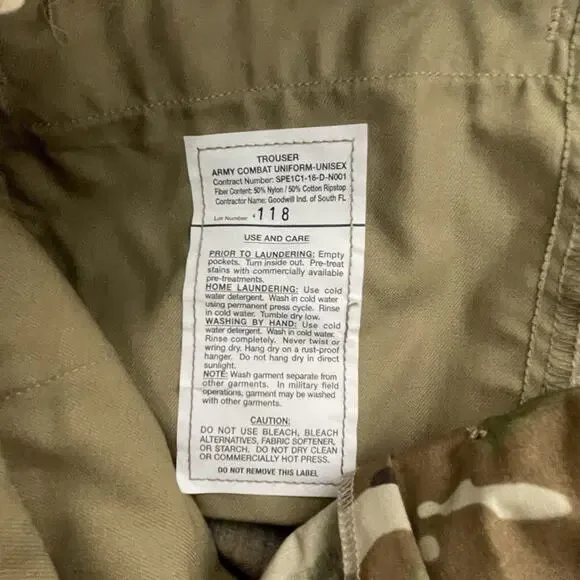 TROUSER
ARMY COMBAT UNIFORM-UNISEX
Contract Number: SPE1C1-16-D-N001
Fiber Content: 50% Nylon / 50% Cotton Ripstop
Contractor Name: Goodwill Ind. of South FL
Lot Number 118
USE AND CARE
PRIOR TO LAUNDERING: Empty
pockets. Turn inside out. Pre-treat
stains with commercially available
pre-treatments.
HOME LAUNDERING: Use cold
water detergent. Wash in cold water
using permanent press cycle. Rinse
in cold water. Tumble dry low.
WASHING BY HAND: Use cold
water detergent. Wash in cold water.
Rinse completely. Never twist or
wring dry. Hang dry on a rust-proof
hanger. Do not hang in direct
sunlight.
NOTE: Wash garment separate from
other garments. In military field
operations, garment may be washed
with other garments.
CAUTION:
DO NOT USE BLEACH, BLEACH
ALTERNATIVES, FABRIC SOFTENER,
OR STARCH. DO NOT DRY CLEAN
OR COMMERCIALLY HOT PRESS.
DO NOT REMOVE THIS LABEL